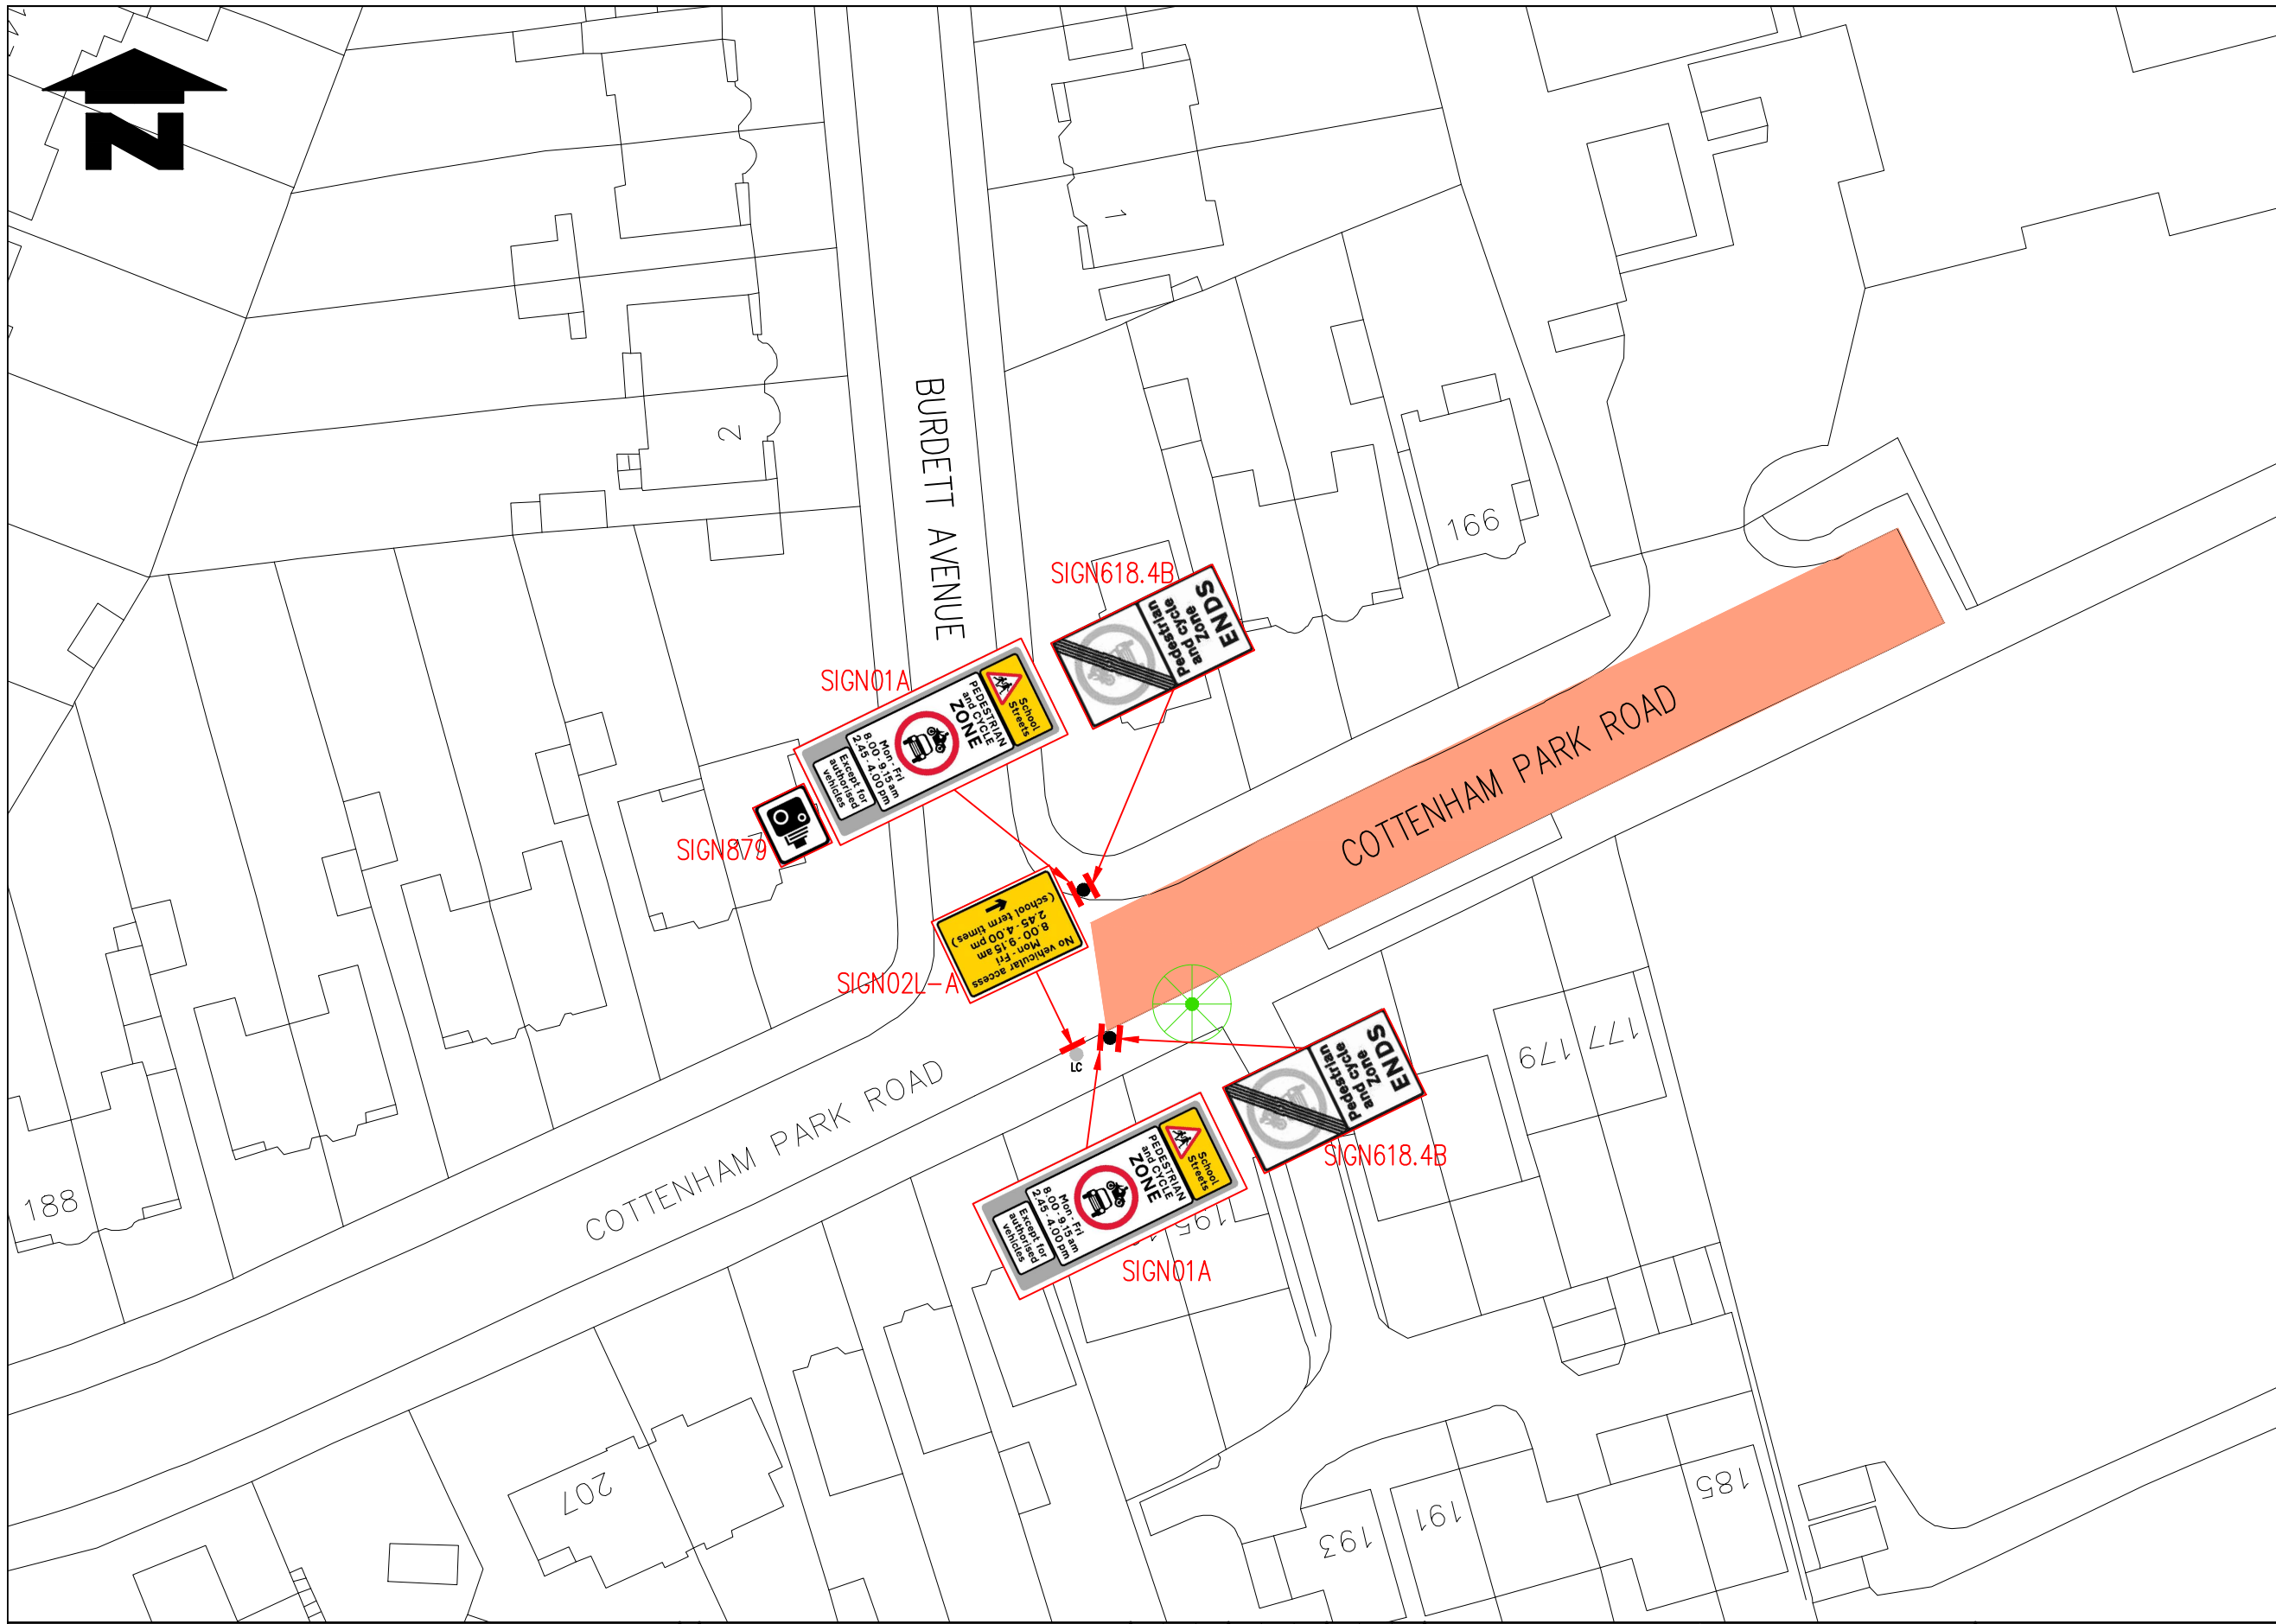 N
1
2
BURDETT AVENUE
166
SIGN618.4B
Pedestrian
and cycle
Zone
ENDS
SIGN01A
School
Streets
PEDESTRIAN
and CYCLE
ZONE
Mon - Fri
8.00 - 9.15 am
2.45 - 4.00 pm
Except for
authorised
vehicles
SIGN879
COTTENHAM PARK ROAD
No vehicular access
Mon - Fri
8.00 - 9.15 am
2.45 - 4.00 pm
(school term times)
SIGN02L-A
LC
177
179
Pedestrian
and cycle
Zone
ENDS
SIGN618.4B
COTTENHAM PARK ROAD
School
Streets
PEDESTRIAN
and CYCLE
ZONE
Mon - Fri
8.00 - 9.15 am
2.45 - 4.00 pm
Except for
authorised
vehicles
195
SIGN01A
188
207
185
191
193